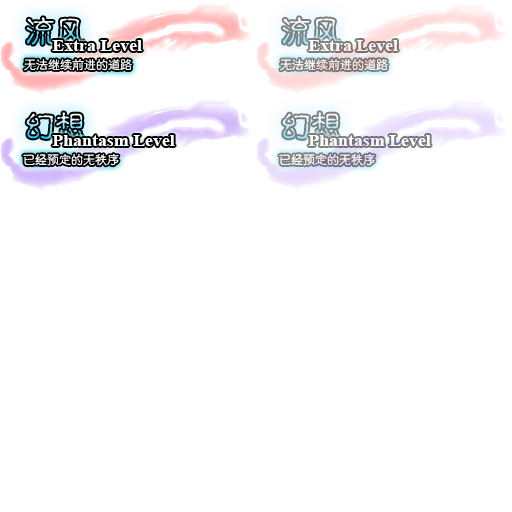 流风
Extra Level
无法继续前进的道路
流风
Extra Level
无法继续前进的道路
幻想
Phantasm Level
已经预定的无秩序
幻想
Phantasm Level
已经预定的无秩序